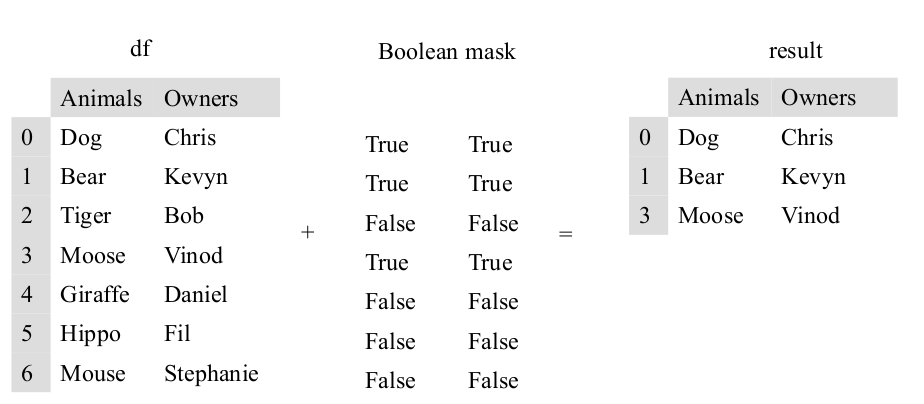 df Boolean mask result
Animals Owners Animals Owners
0 Dog Chris True True 0 Dog Chris
1 Bear Kevyn True True 1 Bear Kevyn
2 Tiger Bob False False 3 Moose Vinod
+ =
3 Moose Vinod True True
4 Giraffe Daniel False False
5 Hippo Fil False False
6 Mouse Stephanie False False